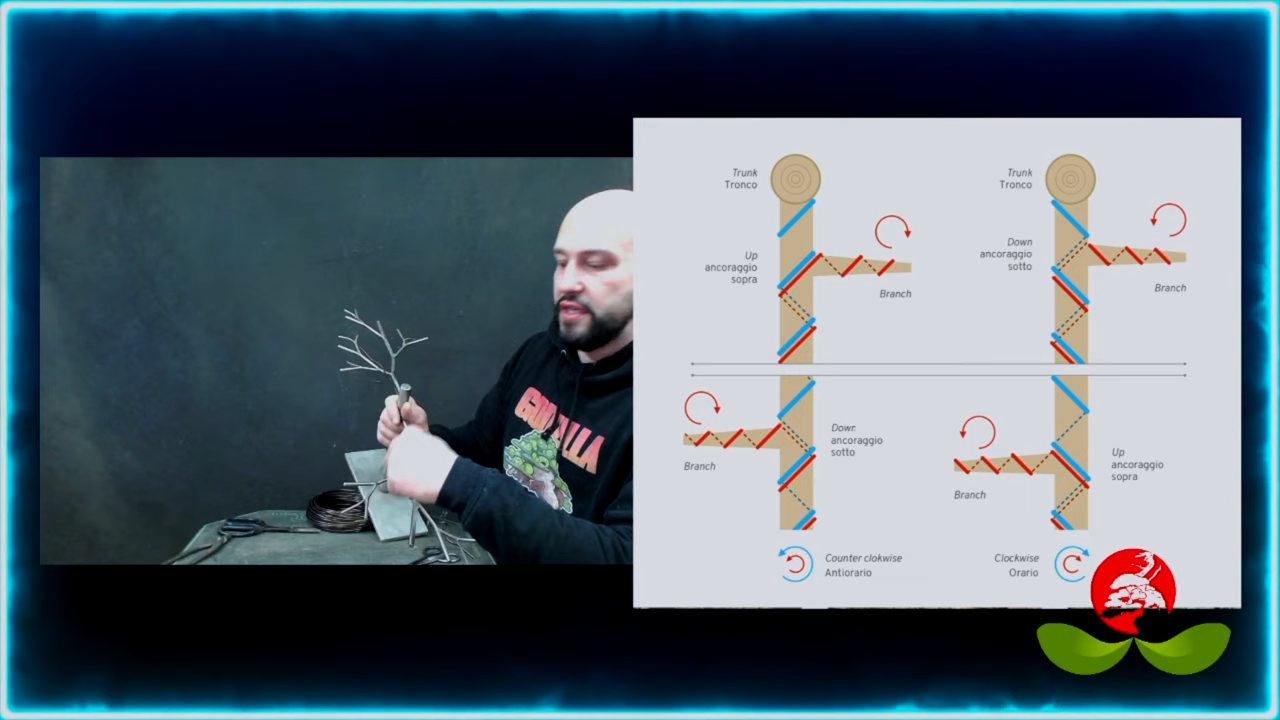 Trunk
Tronco
Trunk
Tronco
Up
ancoraggio
sopra
Branch
Down
ancoraggio
sotto
Branch
Branch
Down
ancoraggio
sotto
Branch
Up
ancoraggio
sopra
Counter clokwise
Antiorario
Clockwise
Orario